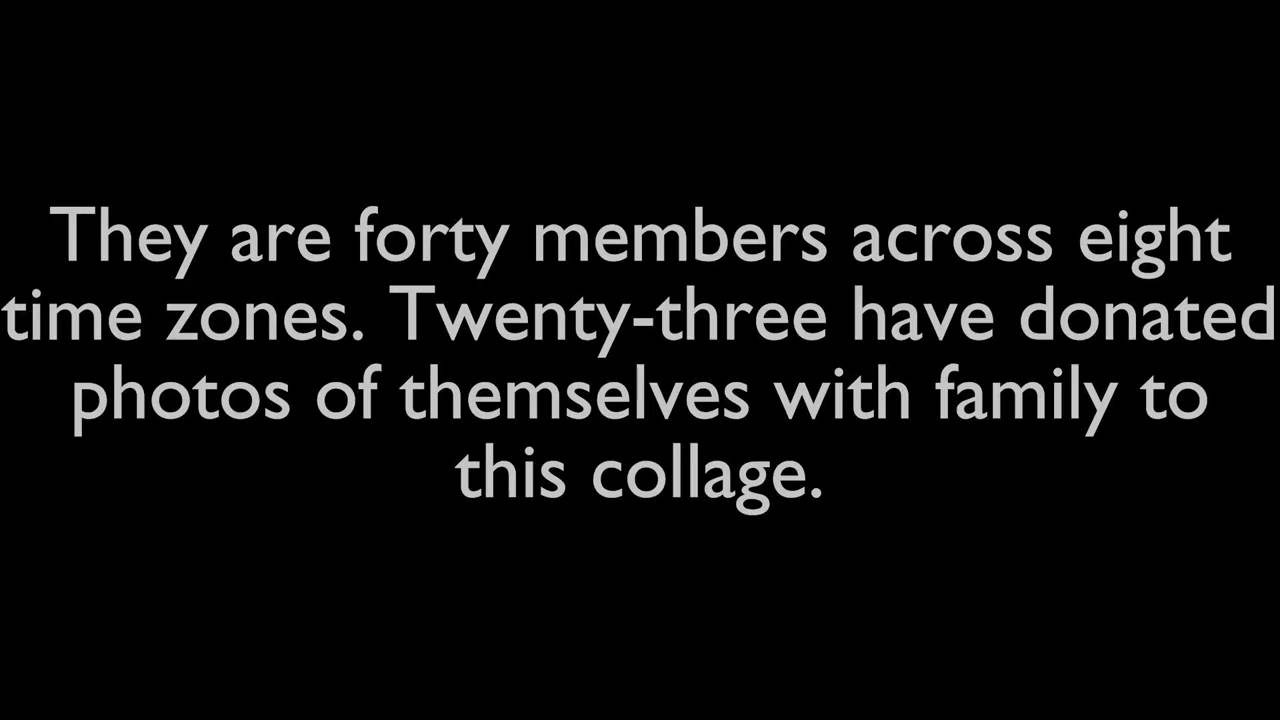 They are forty members across eight
time zones. Twenty-three have donated
photos of themselves with family to
this collage.